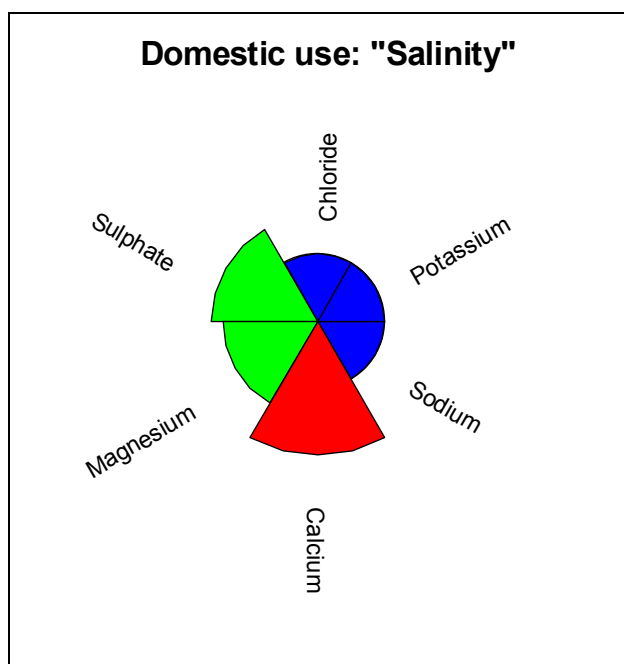 Domestic use: "Salinity"
Chloride
Potassium
Sodium
Calcium
Magnesium
Sulphate